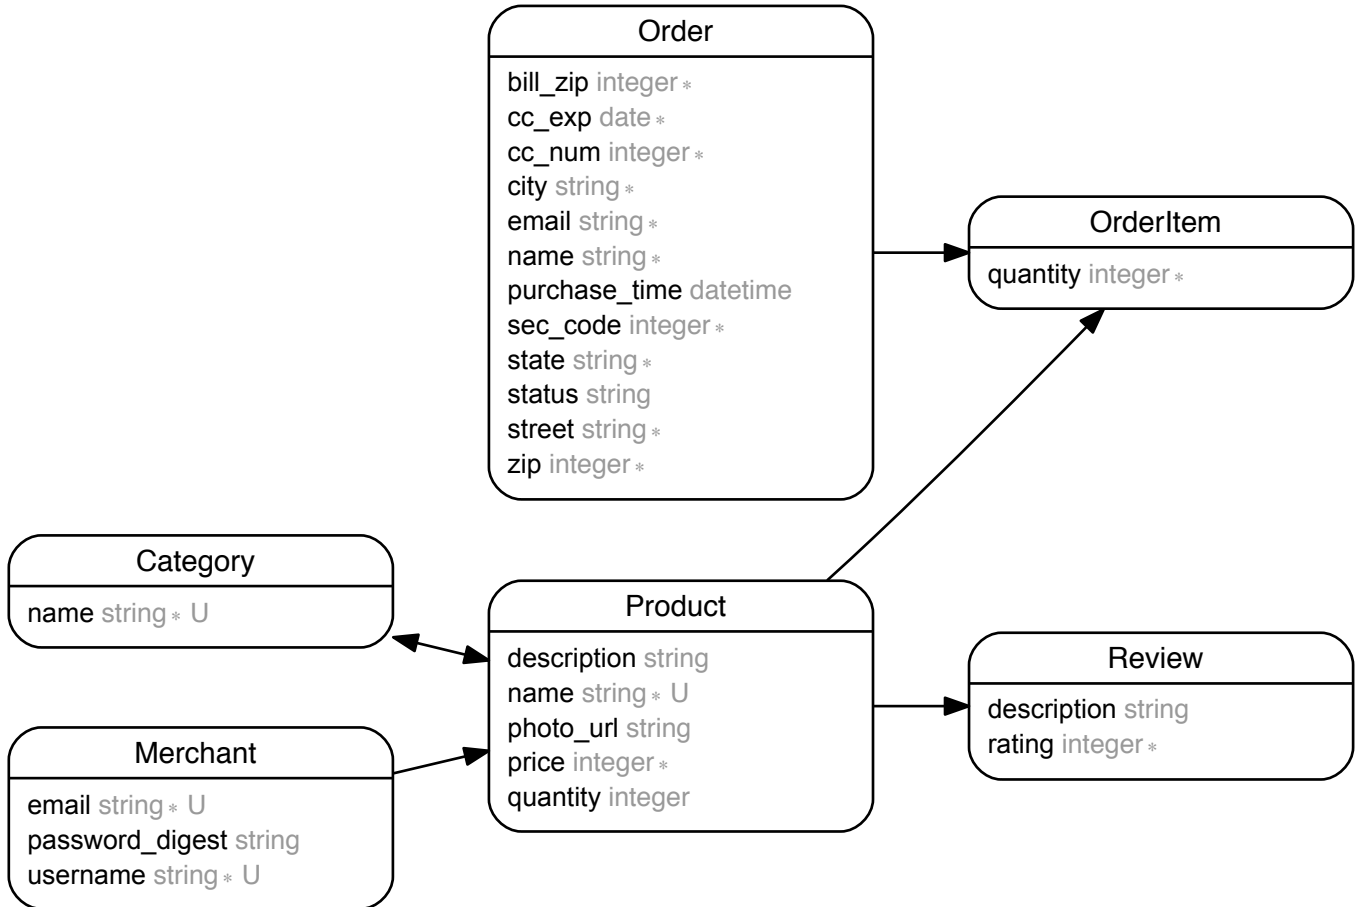 Order
bill_zip integer *
cc_exp date *
cc_num integer *
city string *
email string *
name string *
purchase_time datetime
sec_code integer *
state string *
status string
street string *
zip integer *
OrderItem
quantity integer *
Category
name string * U
Product
description string
name string * U
photo_url string
price integer *
quantity integer
Review
description string
rating integer *
Merchant
email string * U
password_digest string
username string * U